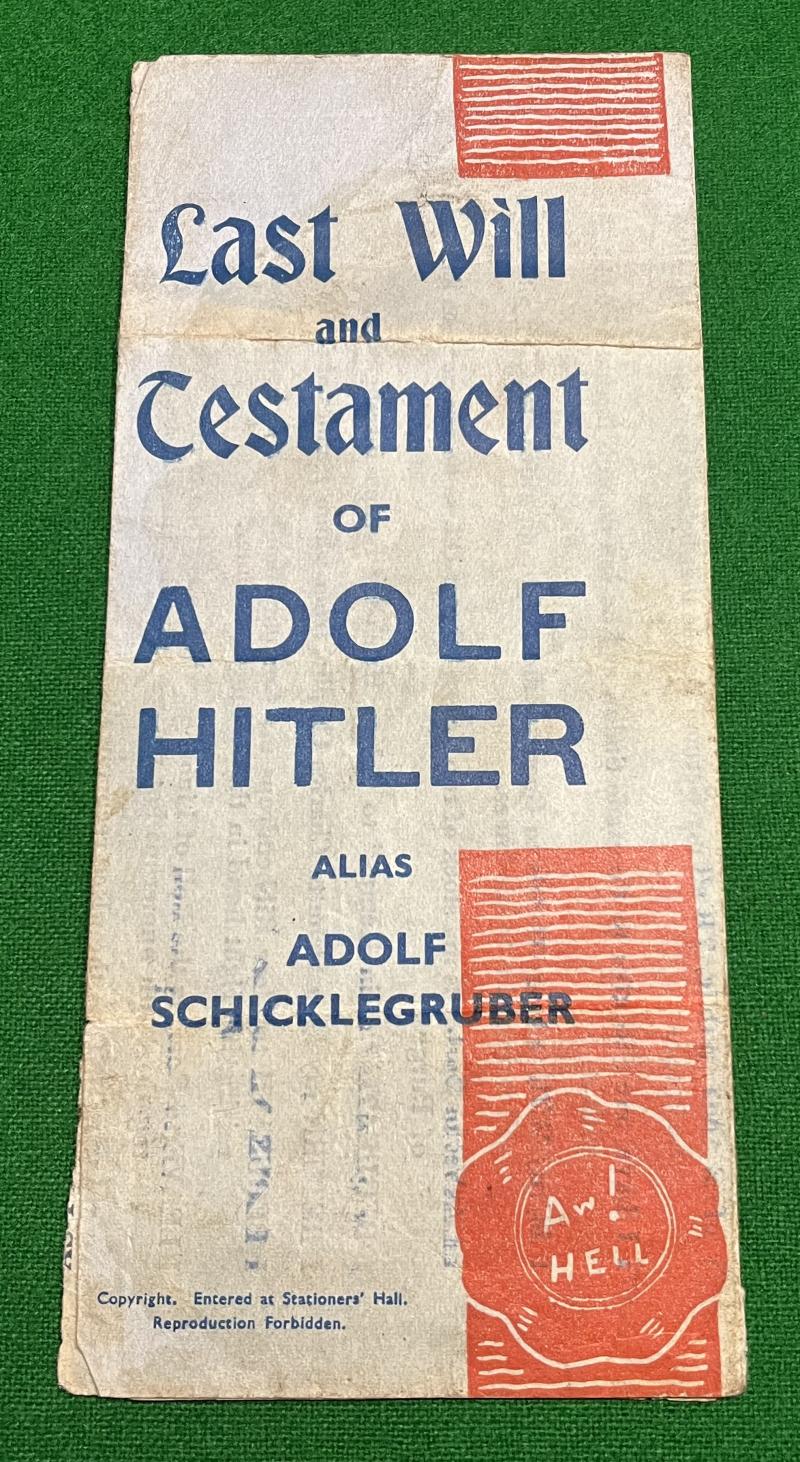 Last Will
and
Testament
OF
ADOLF
HITLER
ALIAS
ADOLF
SCHICKLEGRUBER
Aw!
HELL
Copyright. Entered at Stationers' Hall.
Reproduction Forbidden.